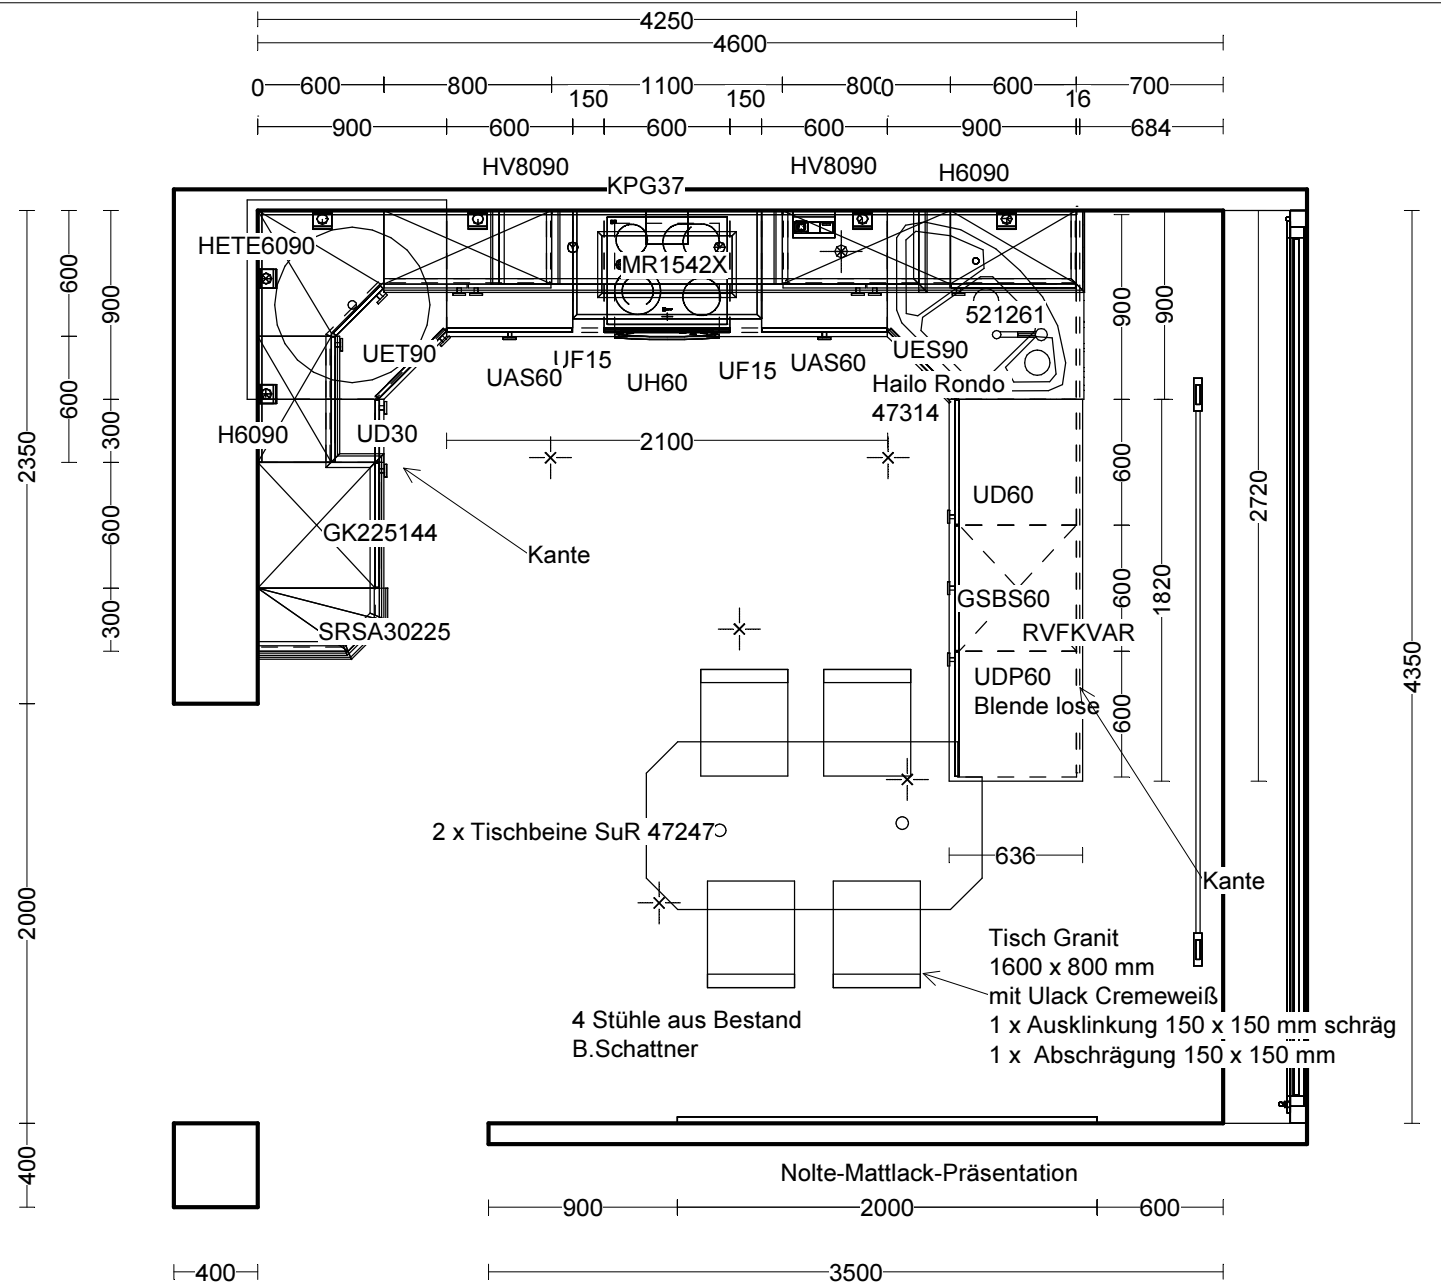 4250
4600
0 600 800 1100 800 0 600 700
150 150 16
900 600 600 600 900 684
HV8090 HV8090 H6090
KPG37
HETE6090
MR1542X
521261
UET90 UAS60 UF15 UH60 UF15 UAS60 UES90
Hailo Rondo
47314
H6090 UD30
2100
600 900
600 300
2350
600
300
GK225144
Kante
SRSA30225
UD60
GSBS60
RVFKVAR
UDP60
Blende lose
900 900
600
600 1820
600
2720
4350
2 x Tischbeine SuR 47247
636
Kante
2000
Tisch Granit
1600 x 800 mm
mit Ulack Cremeweiß
1 x Ausklinkung 150 x 150 mm schräg
1 x Abschrägung 150 x 150 mm
4 Stühle aus Bestand
B.Schattner
400
Nolte-Mattlack-Präsentation
900 2000 600
400 3500